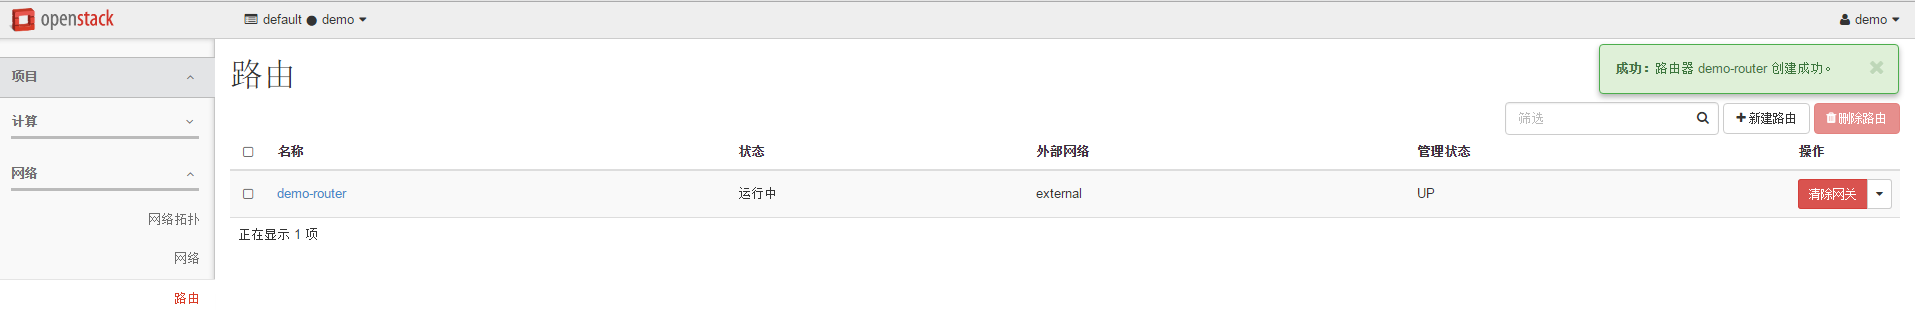 openstack
default ● demo
demo
项目
计算
网络
网络拓扑
网络
路由
路由
成功：路由器 demo-router 创建成功。
筛选
新建路由
删除路由
名称 状态 外部网络 管理状态 操作
demo-router 运行中 external UP 清除网关
正在显示 1 项